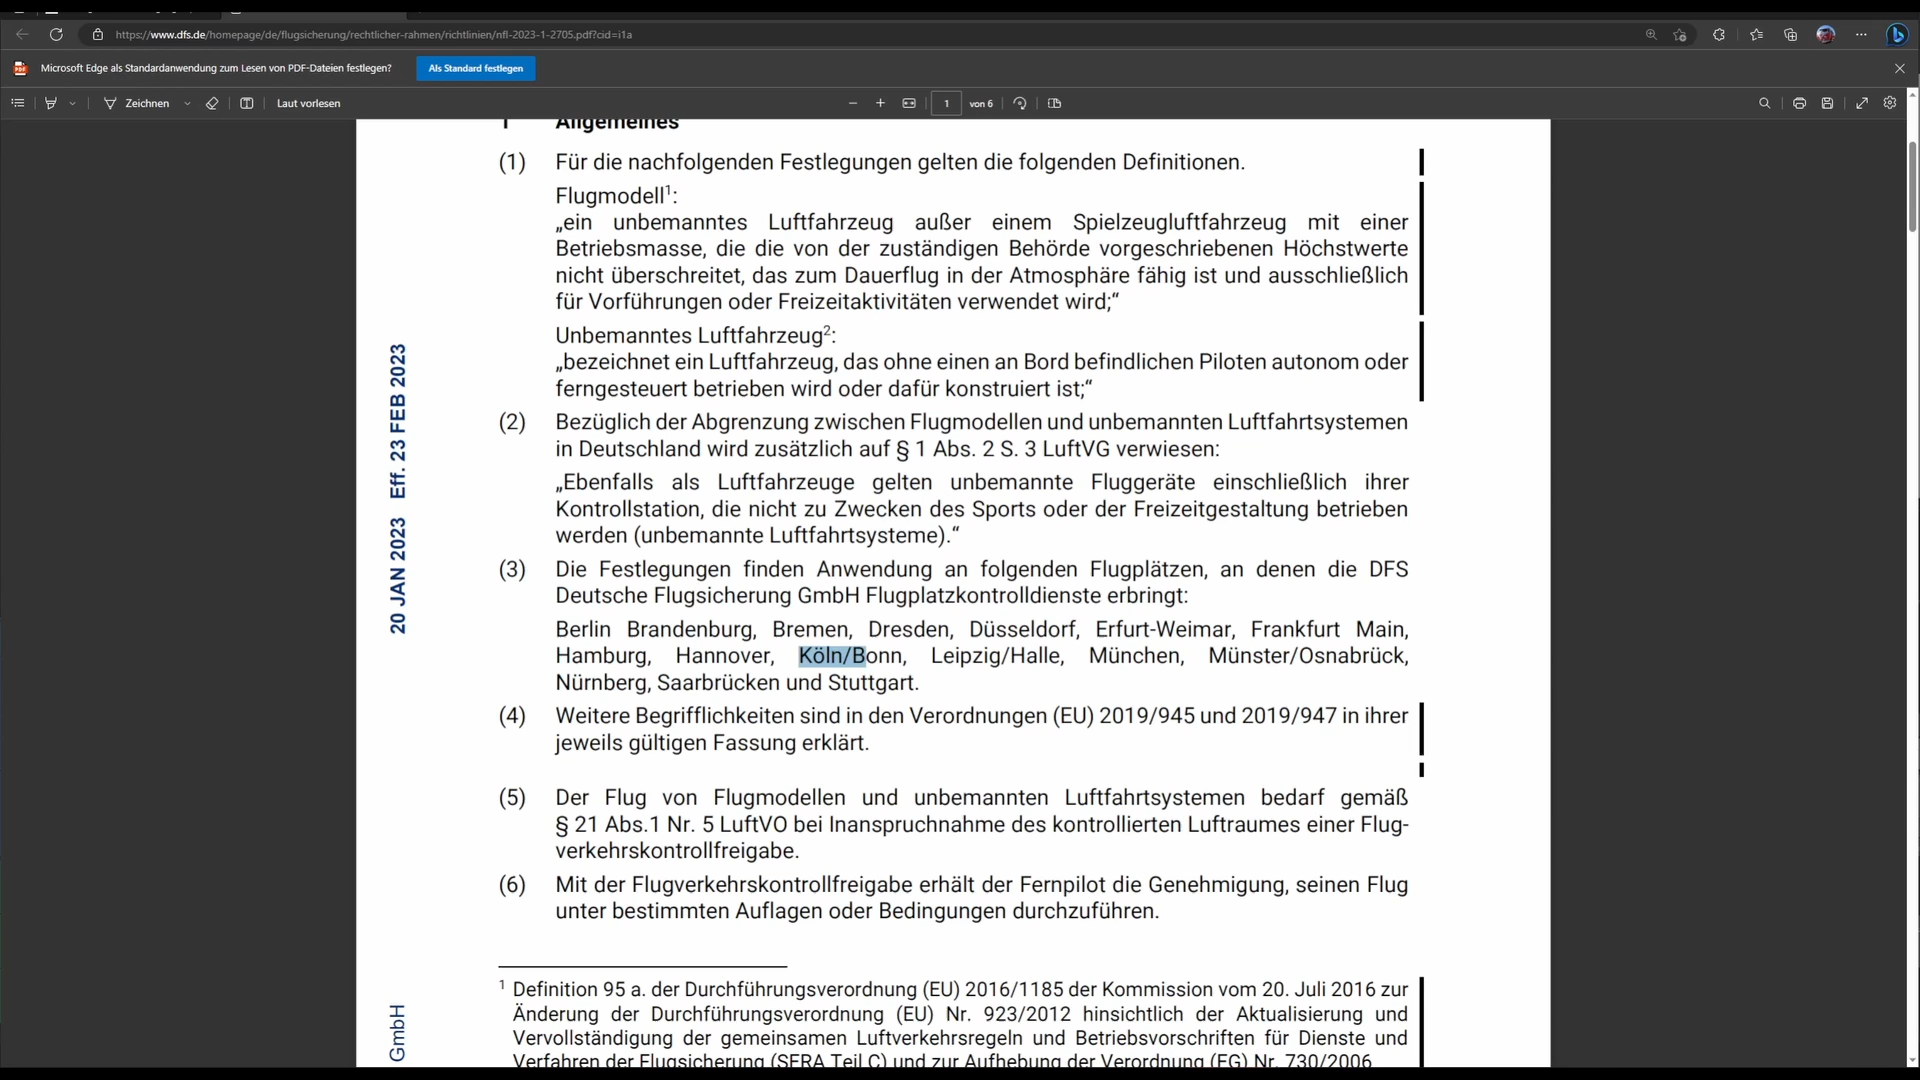 https://www.dfs.de/homepage/de/flugsicherung/rechtlicher-rahmen/richtlinien/nfl-2023-1-2705.pdf?cid=i1a
Microsoft Edge als Standardanwendung zum Lesen von PDF-Dateien festlegen?
Als Standard festlegen
Zeichnen
Laut vorlesen
1
von 6
1 Allgemeines
(1) Für die nachfolgenden Festlegungen gelten die folgenden Definitionen.
Flugmodell¹:
„ein unbemanntes Luftfahrzeug außer einem Spielzeugluftfahrzeug mit einer
Betriebsmasse, die die von der zuständigen Behörde vorgeschriebenen Höchstwerte
nicht überschreitet, das zum Dauerflug in der Atmosphäre fähig ist und ausschließlich
für Vorführungen oder Freizeitaktivitäten verwendet wird;“
Unbemanntes Luftfahrzeug²:
„bezeichnet ein Luftfahrzeug, das ohne einen an Bord befindlichen Piloten autonom oder
ferngesteuert betrieben wird oder dafür konstruiert ist;“
(2) Bezüglich der Abgrenzung zwischen Flugmodellen und unbemannten Luftfahrtsystemen
in Deutschland wird zusätzlich auf § 1 Abs. 2 S. 3 LuftVG verwiesen:
„Ebenfalls als Luftfahrzeuge gelten unbemannte Fluggeräte einschließlich ihrer
Kontrollstation, die nicht zu Zwecken des Sports oder der Freizeitgestaltung betrieben
werden (unbemannte Luftfahrtsysteme).“
(3) Die Festlegungen finden Anwendung an folgenden Flugplätzen, an denen die DFS
Deutsche Flugsicherung GmbH Flugplatzkontrolldienste erbringt:
Berlin Brandenburg, Bremen, Dresden, Düsseldorf, Erfurt-Weimar, Frankfurt Main,
Hamburg, Hannover, Köln/Bonn, Leipzig/Halle, München, Münster/Osnabrück,
Nürnberg, Saarbrücken und Stuttgart.
(4) Weitere Begrifflichkeiten sind in den Verordnungen (EU) 2019/945 und 2019/947 in ihrer
jeweils gültigen Fassung erklärt.
(5) Der Flug von Flugmodellen und unbemannten Luftfahrtsystemen bedarf gemäß
§ 21 Abs.1 Nr. 5 LuftVO bei Inanspruchnahme des kontrollierten Luftraumes einer Flug-
verkehrskontrollfreigabe.
(6) Mit der Flugverkehrskontrollfreigabe erhält der Fernpilot die Genehmigung, seinen Flug
unter bestimmten Auflagen oder Bedingungen durchzuführen.
¹ Definition 95 a. der Durchführungsverordnung (EU) 2016/1185 der Kommission vom 20. Juli 2016 zur
Änderung der Durchführungsverordnung (EU) Nr. 923/2012 hinsichtlich der Aktualisierung und
Vervollständigung der gemeinsamen Luftverkehrsregeln und Betriebsvorschriften für Dienste und
Verfahren der Flugsicherung (SERA Teil C) und zur Aufhebung der Verordnung (EG) Nr. 730/2006
20 JAN 2023 Eff. 23 FEB 2023
GmbH